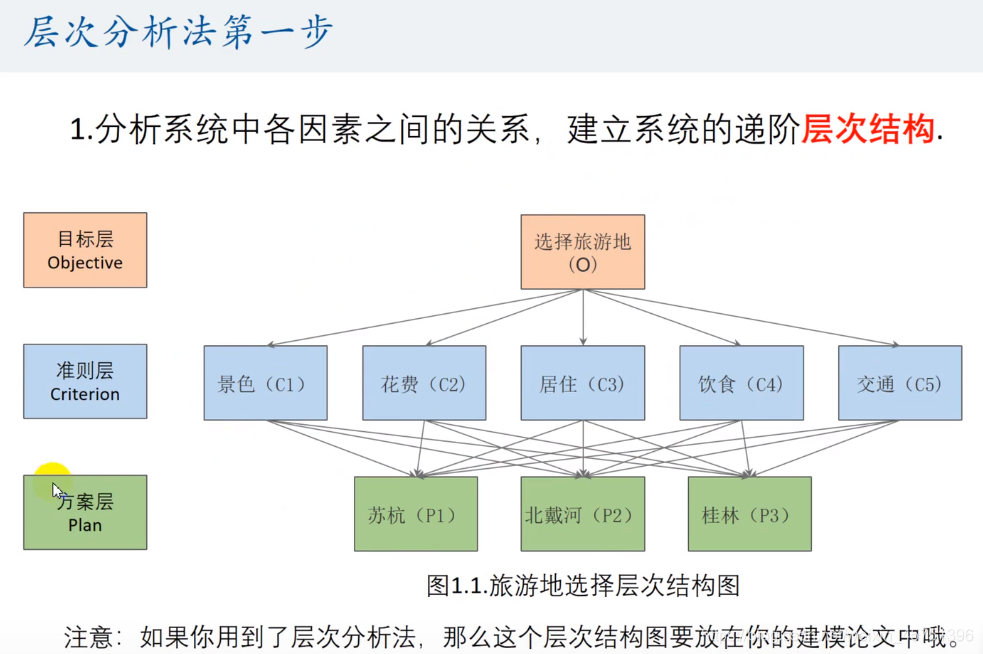 层次分析法第一步
1.分析系统中各因素之间的关系，建立系统的递阶层次结构.
目标层
Objective
选择旅游地
（O）
准则层
Criterion
景色（C1）
花费（C2）
居住（C3）
饮食（C4）
交通（C5）
方案层
Plan
苏杭（P1）
北戴河（P2）
桂林（P3）
图1.1.旅游地选择层次结构图
注意：如果你用到了层次分析法，那么这个层次结构图要放在你的建模论文中哦。